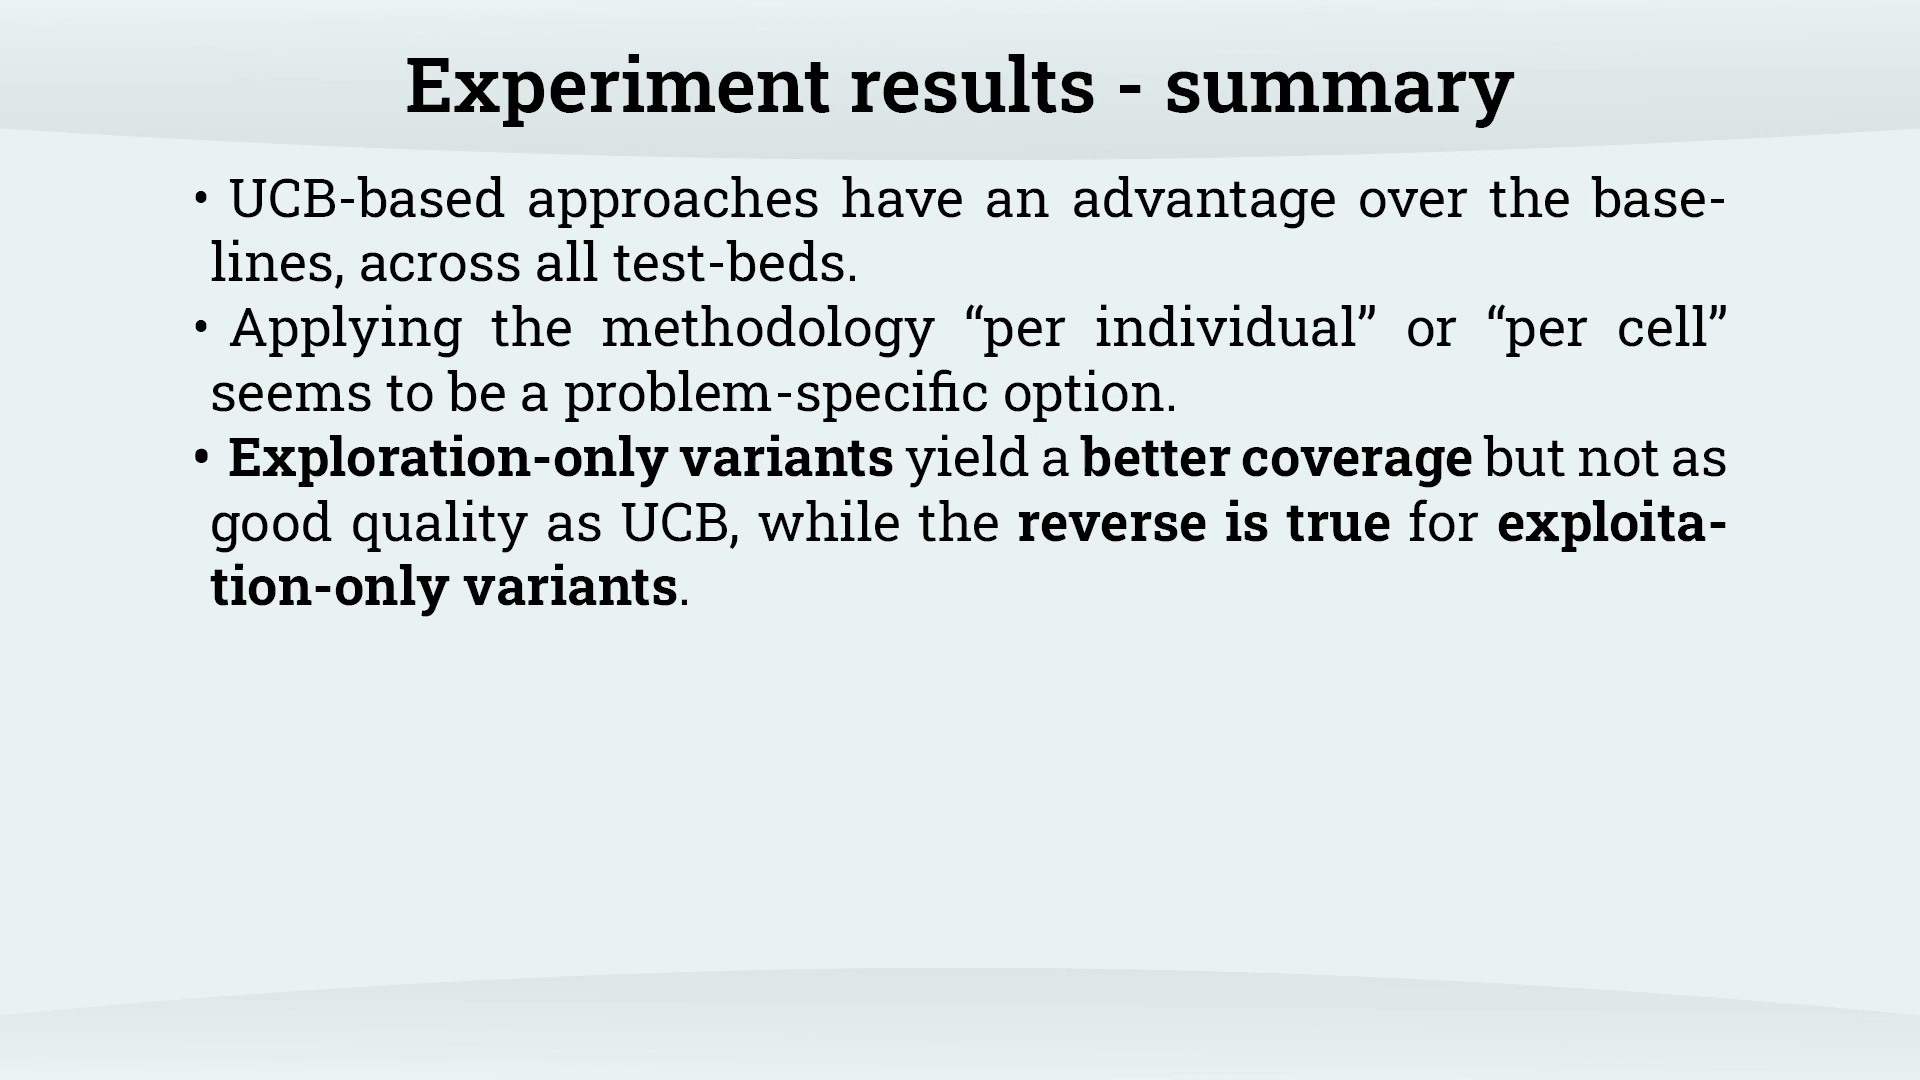 Experiment results - summary
• UCB-based approaches have an advantage over the base-
lines, across all test-beds.
• Applying the methodology “per individual” or “per cell”
seems to be a problem-specific option.
• Exploration-only variants yield a better coverage but not as
good quality as UCB, while the reverse is true for exploita-
tion-only variants.